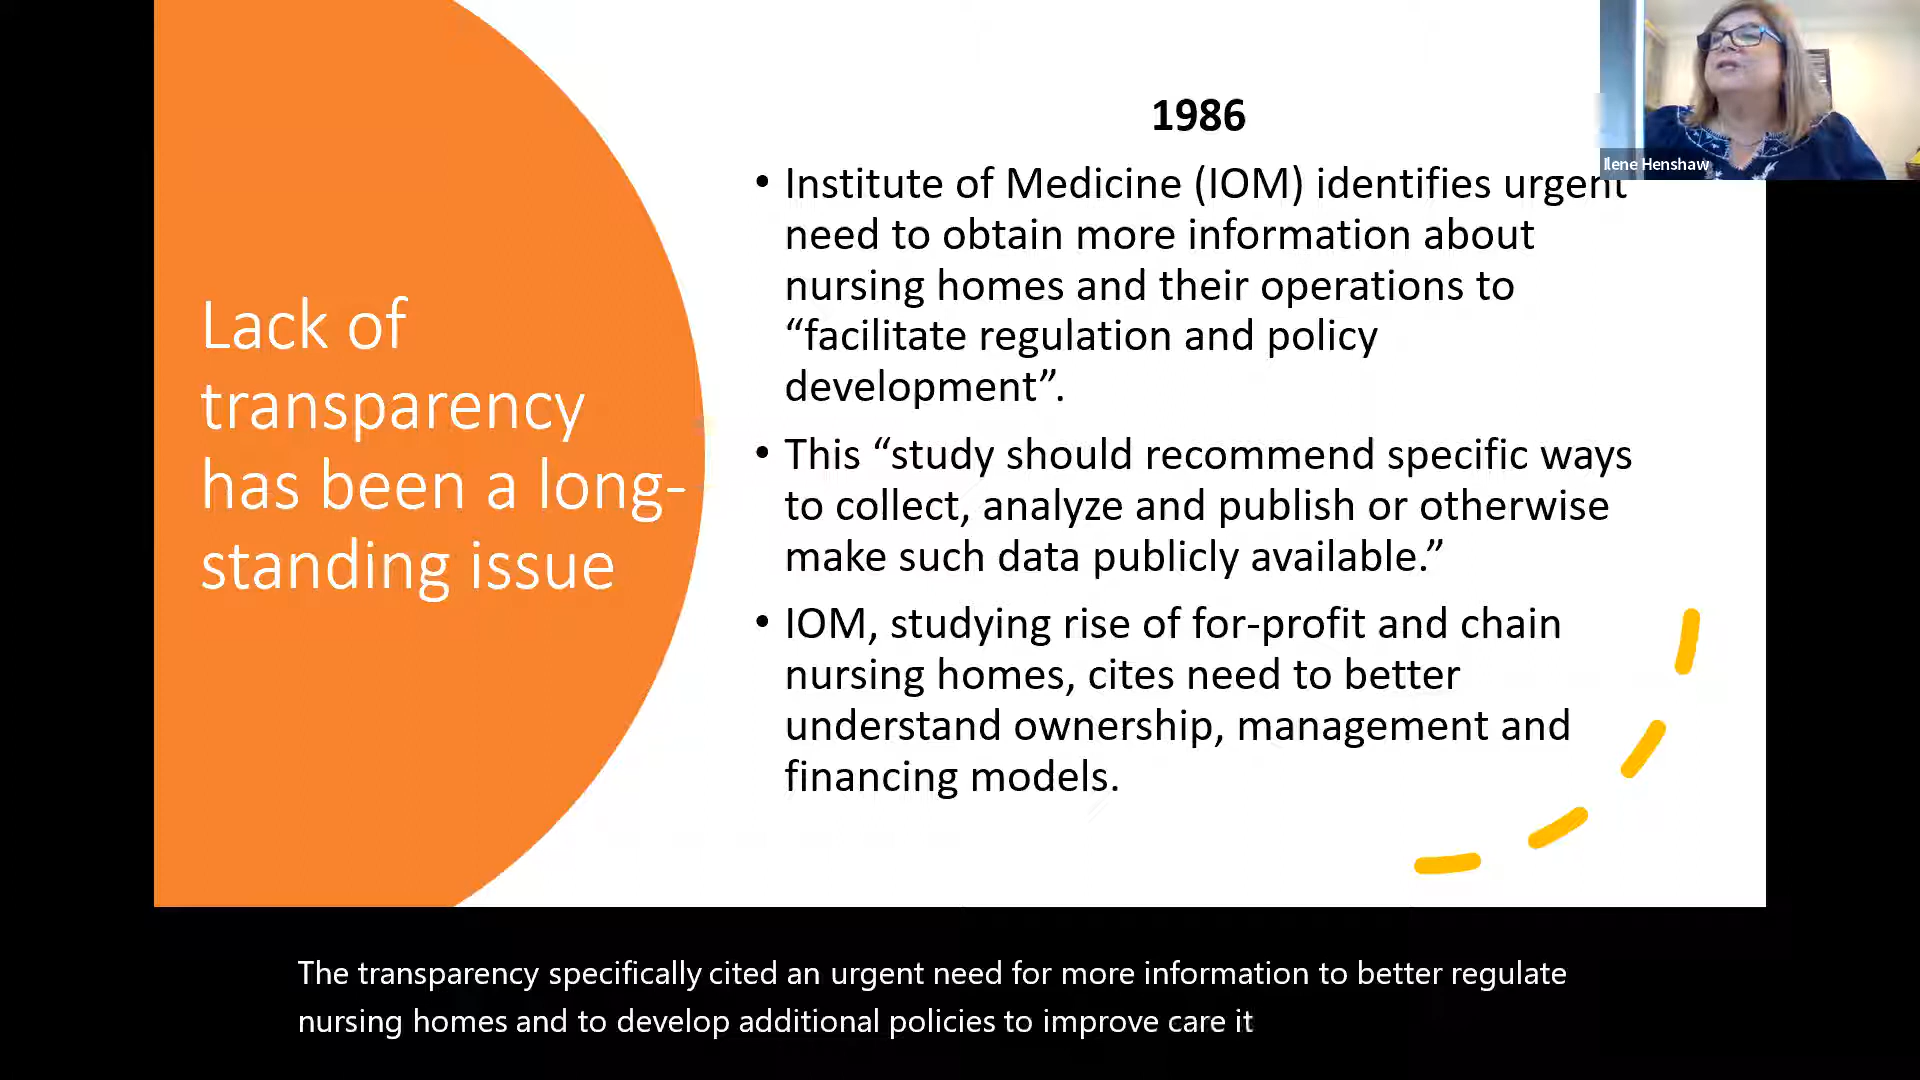 Lack of
transparency
has been a long-
standing issue
1986
• Institute of Medicine (IOM) identifies urgent
need to obtain more information about
nursing homes and their operations to
“facilitate regulation and policy
development”.
• This “study should recommend specific ways
to collect, analyze and publish or otherwise
make such data publicly available.”
• IOM, studying rise of for-profit and chain
nursing homes, cites need to better
understand ownership, management and
financing models.
Ilene Henshaw
The transparency specifically cited an urgent need for more information to better regulate
nursing homes and to develop additional policies to improve care it